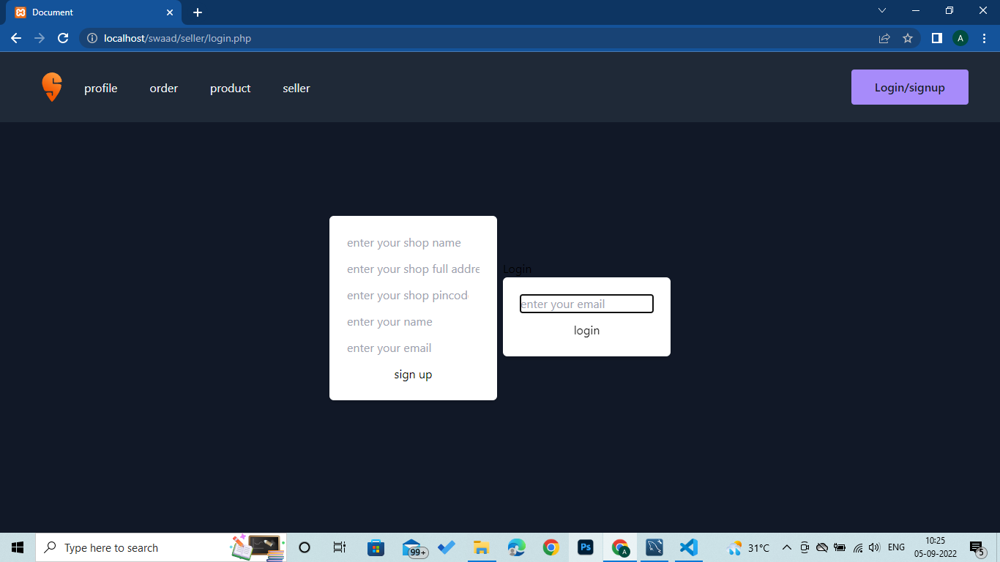 Document
localhost/swaad/seller/login.php
A
profile order product seller Login/signup
enter your shop name
enter your shop full addre
enter your shop pincod
enter your name
enter your email
sign up
Login
enter your email
login
Type here to search
99+
Ps
A
31°C
ENG
10:25
05-09-2022
5